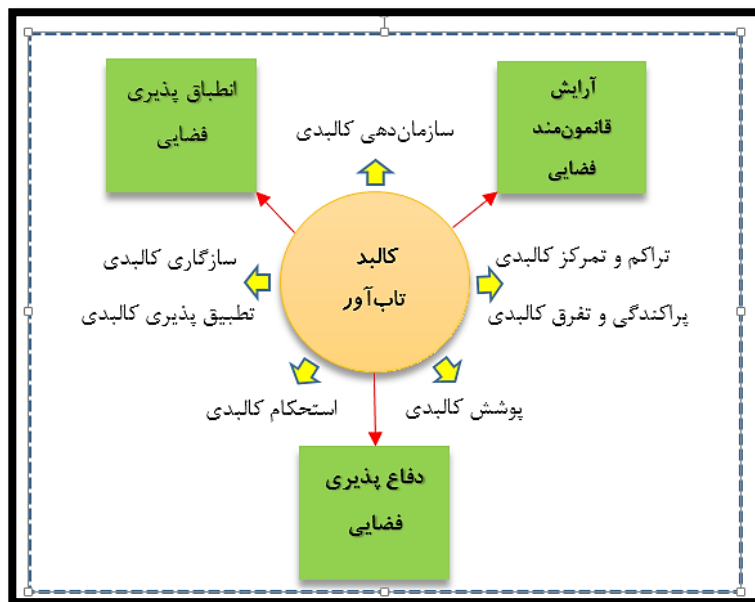 آرایش
قانمون‌مند
فضایی
انطباق پذیری
فضایی
سازمان‌دهی کالبدی
کالبد
تاب‌آور
تراکم و تمرکز کالبدی
پراکندگی و تفرق کالبدی
سازگاری کالبدی
تطبیق پذیری کالبدی
پوشش کالبدی
استحکام کالبدی
دفاع پذیری
فضایی